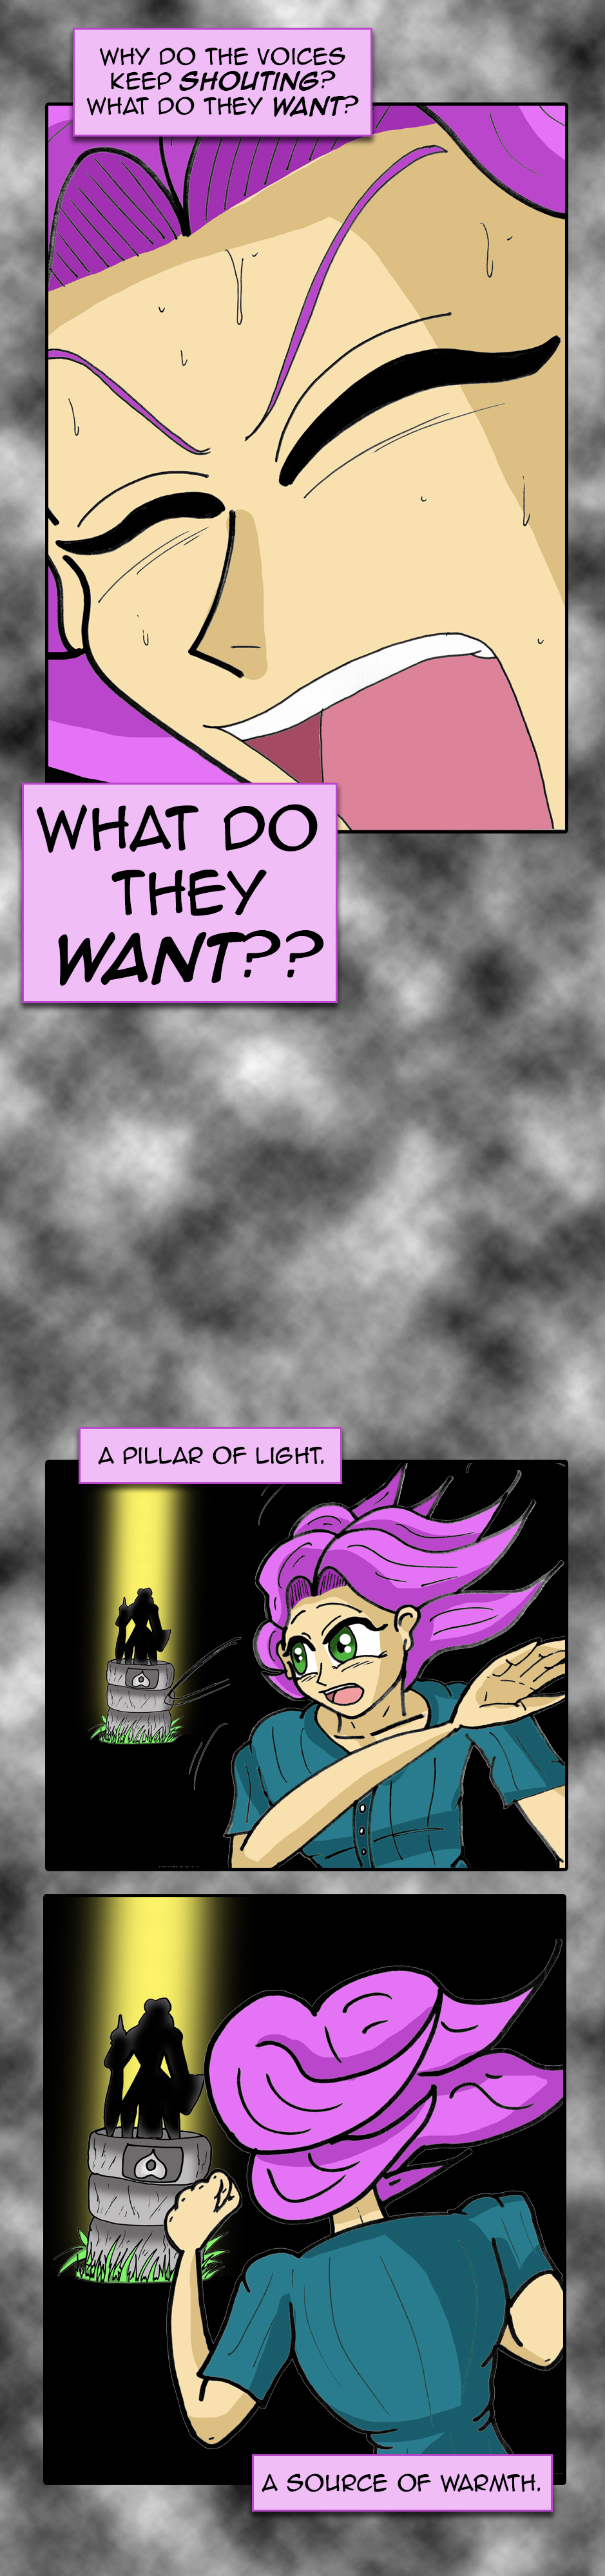 WHY DO THE VOICES
KEEP SHOUTING?
WHAT DO THEY WANT?
WHAT DO
THEY
WANT??
A PILLAR OF LIGHT.
A SOURCE OF WARMTH.